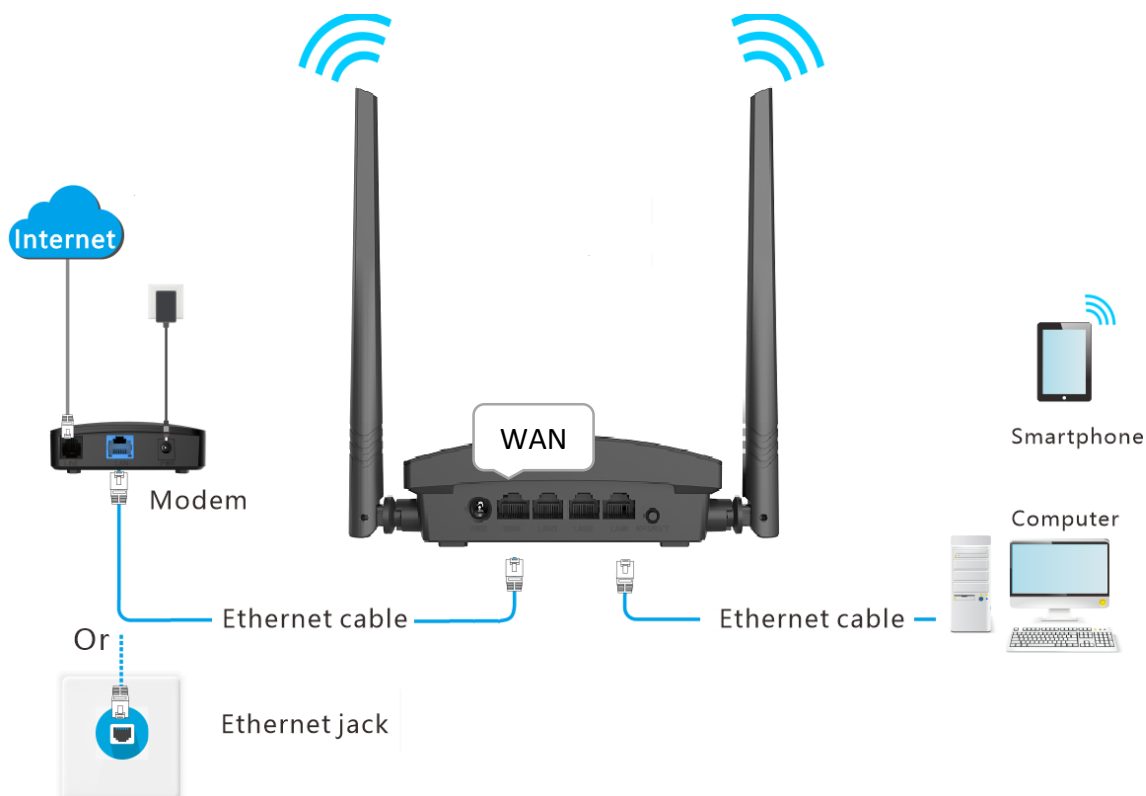 Internet
WAN
Smartphone
Modem
Computer
Ethernet cable
Ethernet cable
Or
Ethernet jack